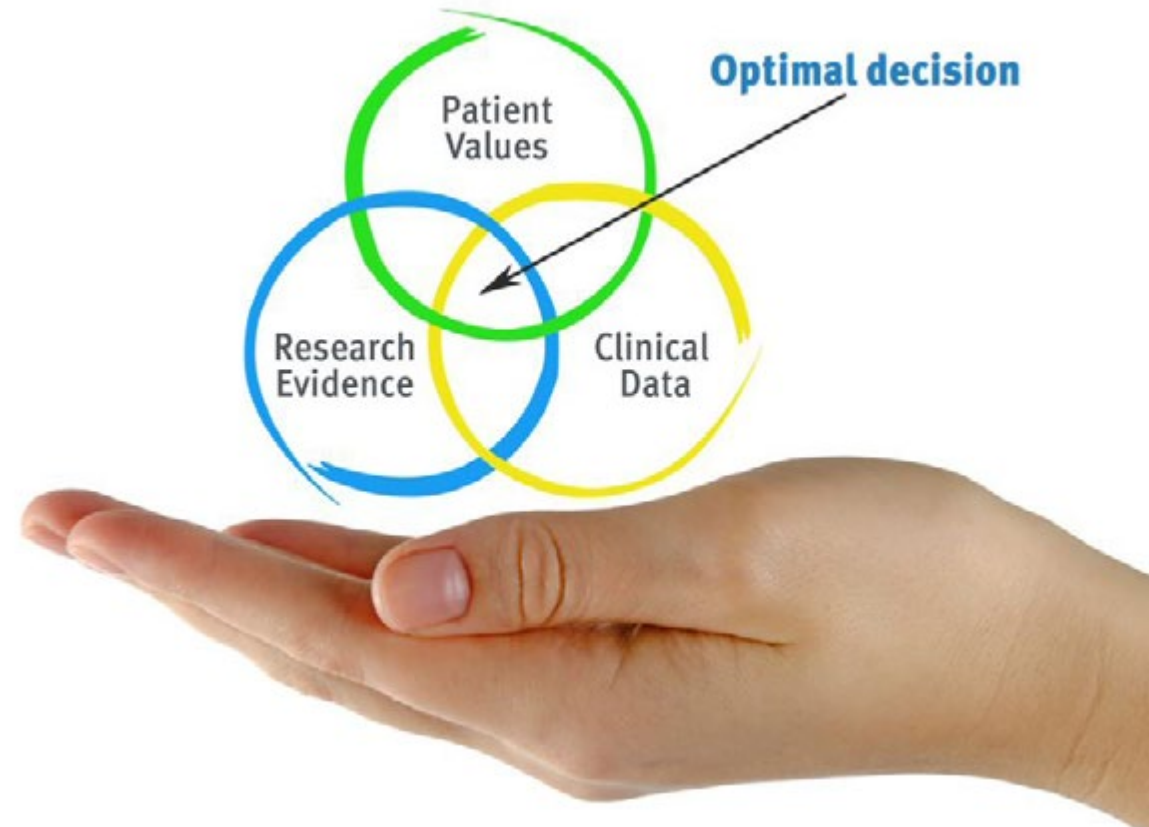 Optimal decision
Patient
Values
Research
Evidence
Clinical
Data